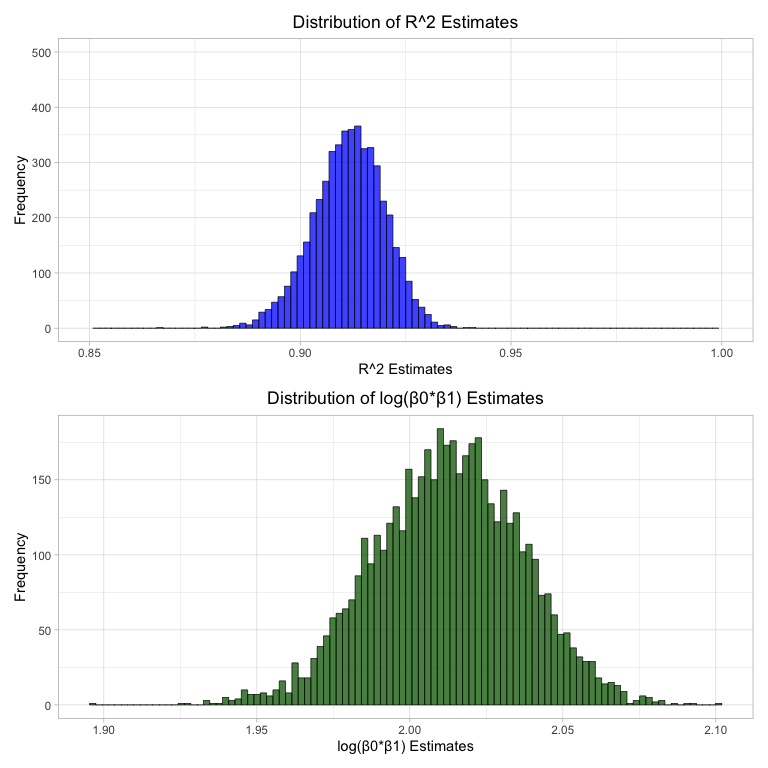 Distribution of R^2 Estimates
Frequency
500
400
300
200
100
0
0.85 0.90 0.95 1.00
R^2 Estimates
Distribution of log(β0*β1) Estimates
Frequency
150
100
50
0
1.90 1.95 2.00 2.05 2.10
log(β0*β1) Estimates